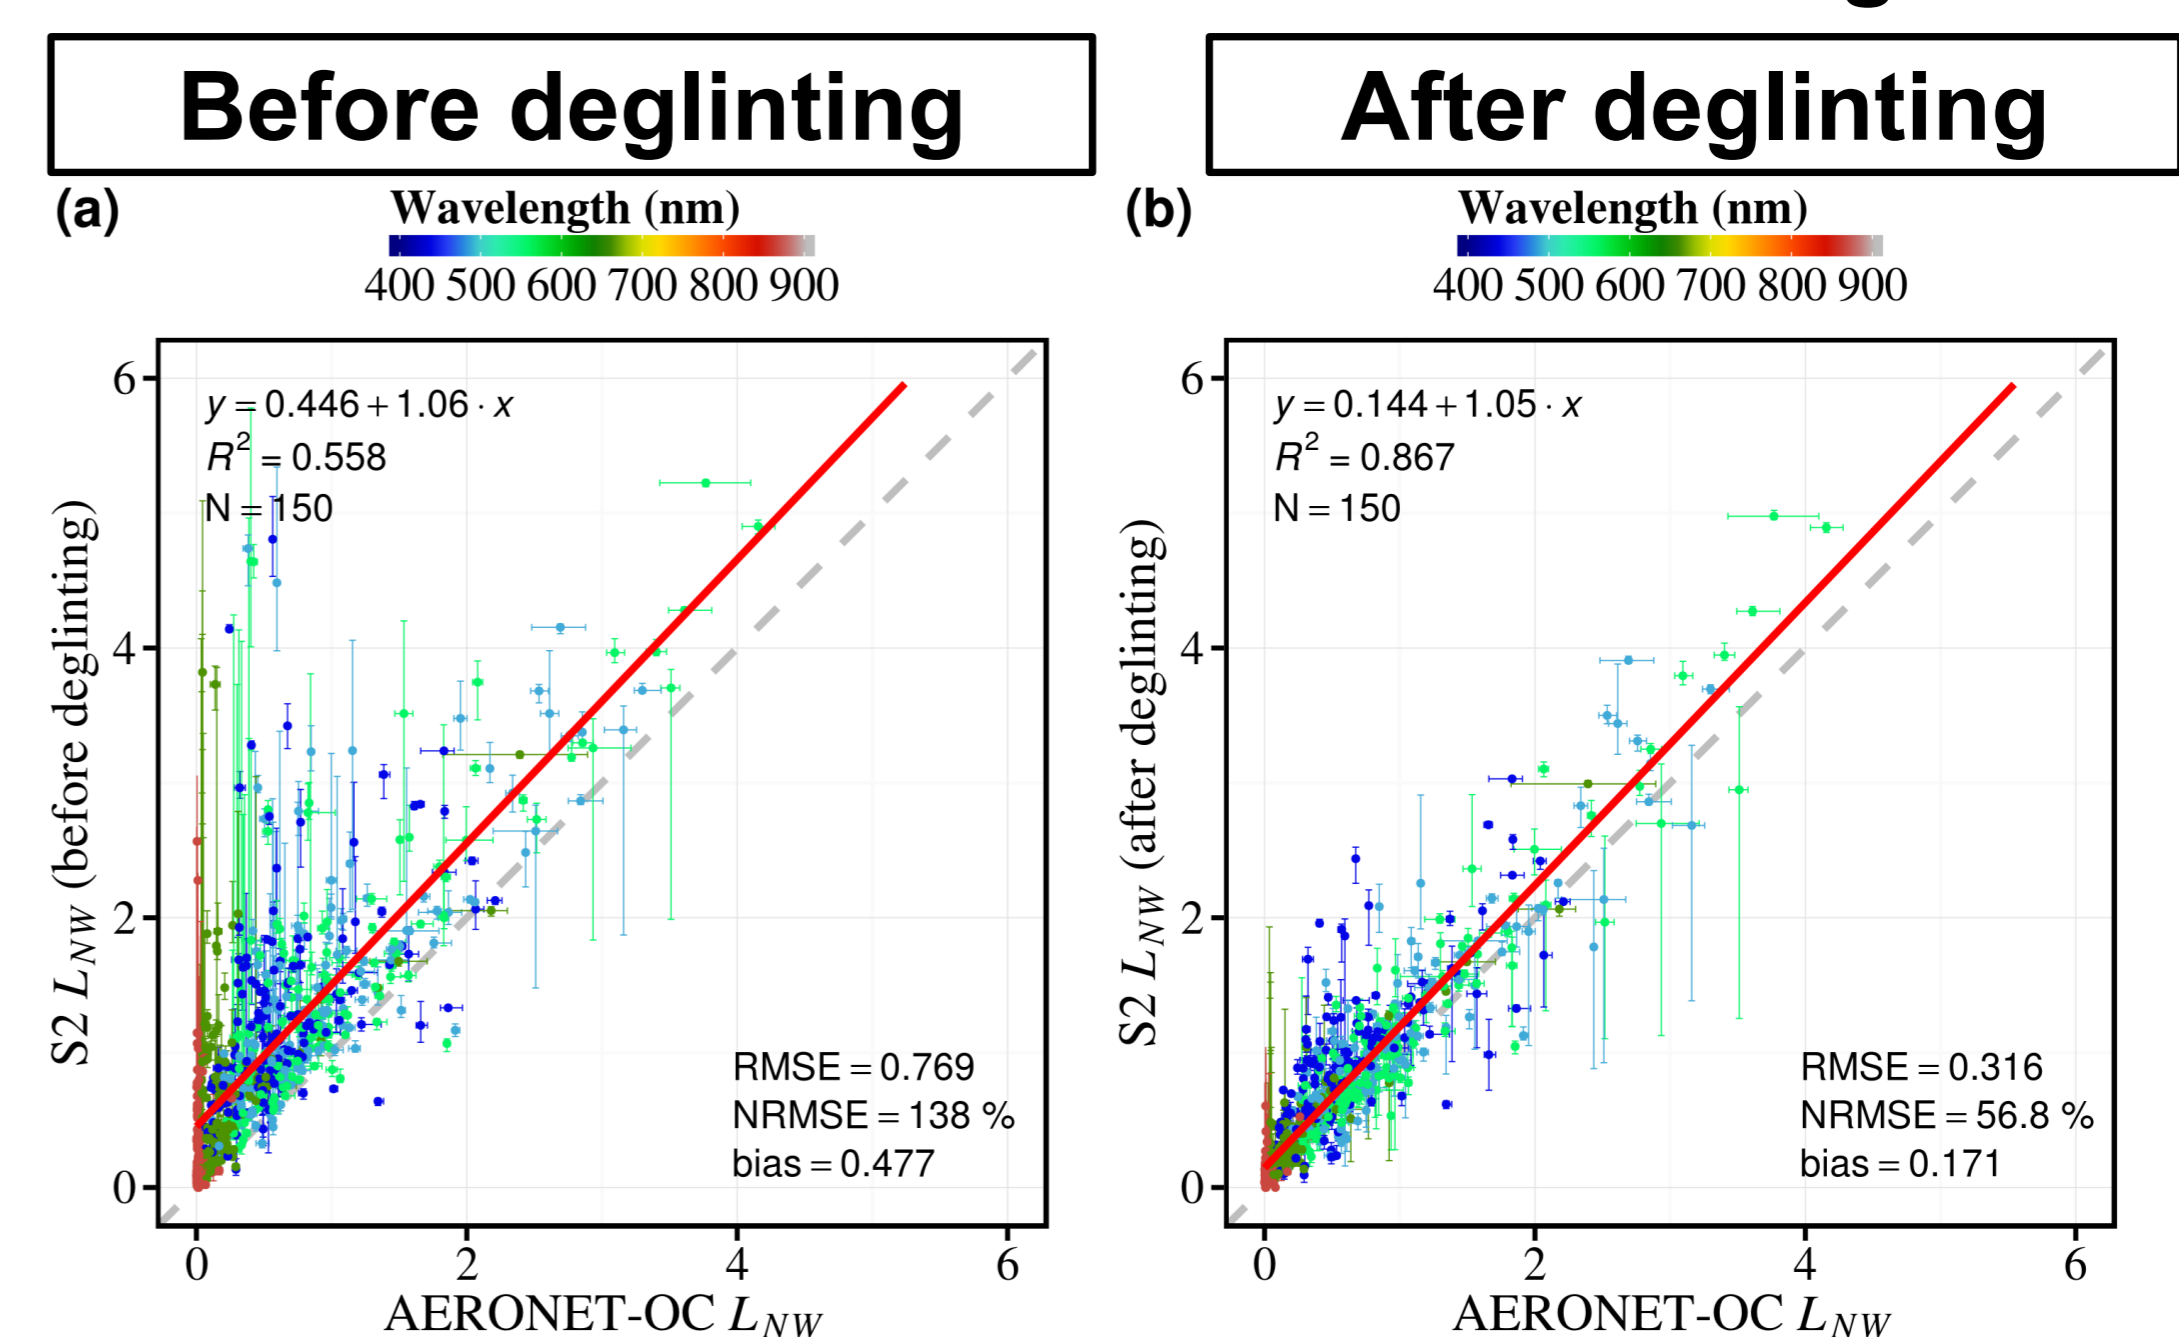 Before deglinting
After deglinting
(a)
Wavelength (nm)
400 500 600 700 800 900
y = 0.446 + 1.06 · x
R² = 0.558
N = 150
RMSE = 0.769
NRMSE = 138 %
bias = 0.477
6
4
2
0
0 2 4 6
S2 L_NW (before deglinting)
AERONET-OC L_NW
(b)
Wavelength (nm)
400 500 600 700 800 900
y = 0.144 + 1.05 · x
R² = 0.867
N = 150
RMSE = 0.316
NRMSE = 56.8 %
bias = 0.171
6
4
2
0
0 2 4 6
S2 L_NW (after deglinting)
AERONET-OC L_NW